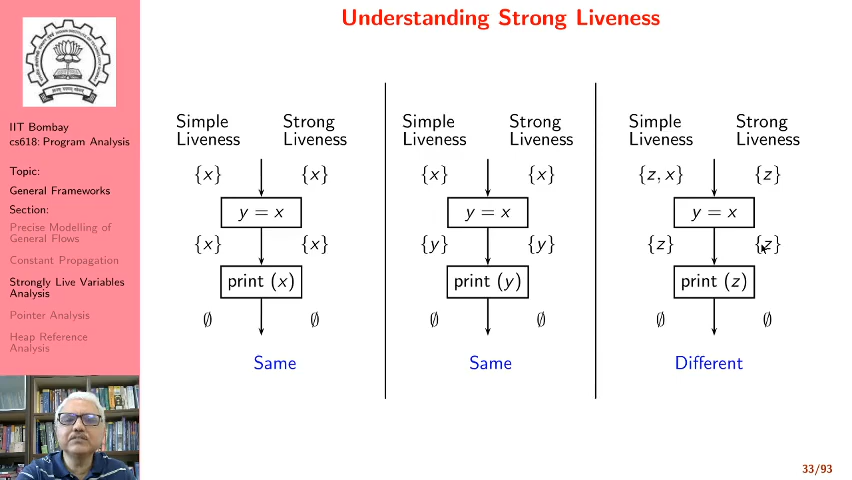 Understanding Strong Liveness
IIT Bombay
cs618: Program Analysis
Topic:
General Frameworks
Section:
Precise Modelling of
General Flows
Constant Propagation
Strongly Live Variables
Analysis
Pointer Analysis
Heap Reference
Analysis
Simple Liveness
Strong Liveness
{x}
{x}
y = x
{x}
{x}
print (x)
∅
∅
Same
Simple Liveness
Strong Liveness
{x}
{x}
y = x
{y}
{y}
print (y)
∅
∅
Same
Simple Liveness
Strong Liveness
{z, x}
{z}
y = x
{z}
{z}
print (z)
∅
∅
Different
33/93